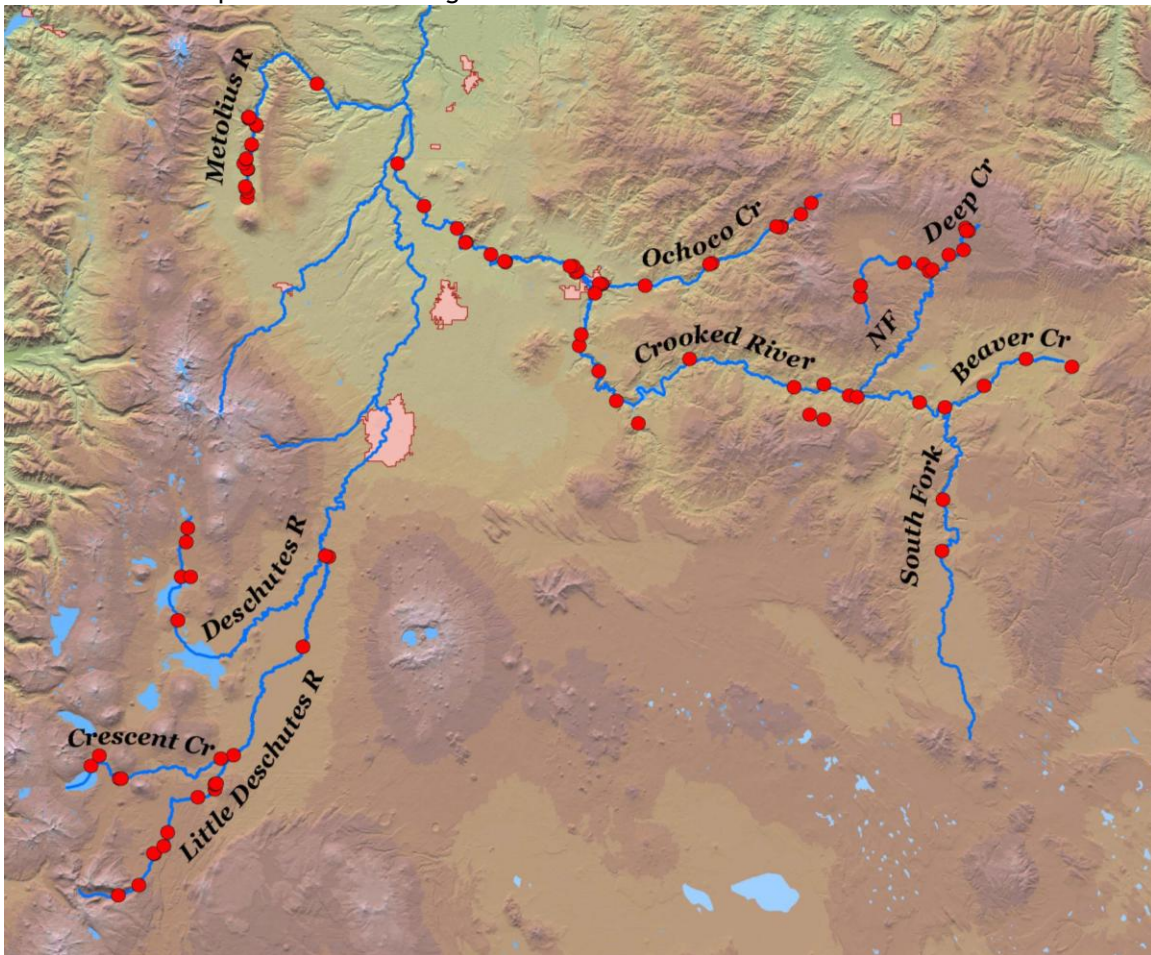 Metolius R
Ochoco Cr
Deep Cr
NF
Crooked River
Beaver Cr
South Fork
Deschutes R
Crescent Cr
Little Deschutes R